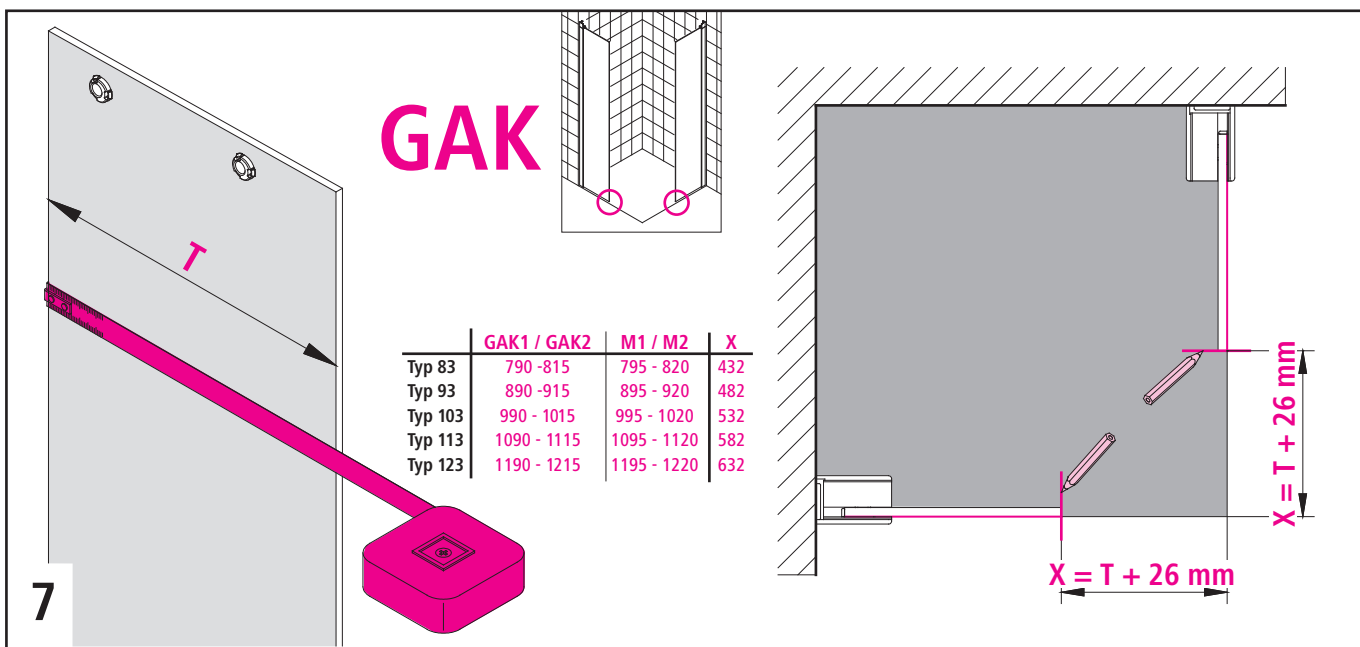 GAK
T
GAK1 / GAK2 M1 / M2 X
Typ 83 790 -815 795 - 820 432
Typ 93 890 -915 895 - 920 482
Typ 103 990 - 1015 995 - 1020 532
Typ 113 1090 - 1115 1095 - 1120 582
Typ 123 1190 - 1215 1195 - 1220 632
X = T + 26 mm
X = T + 26 mm
7